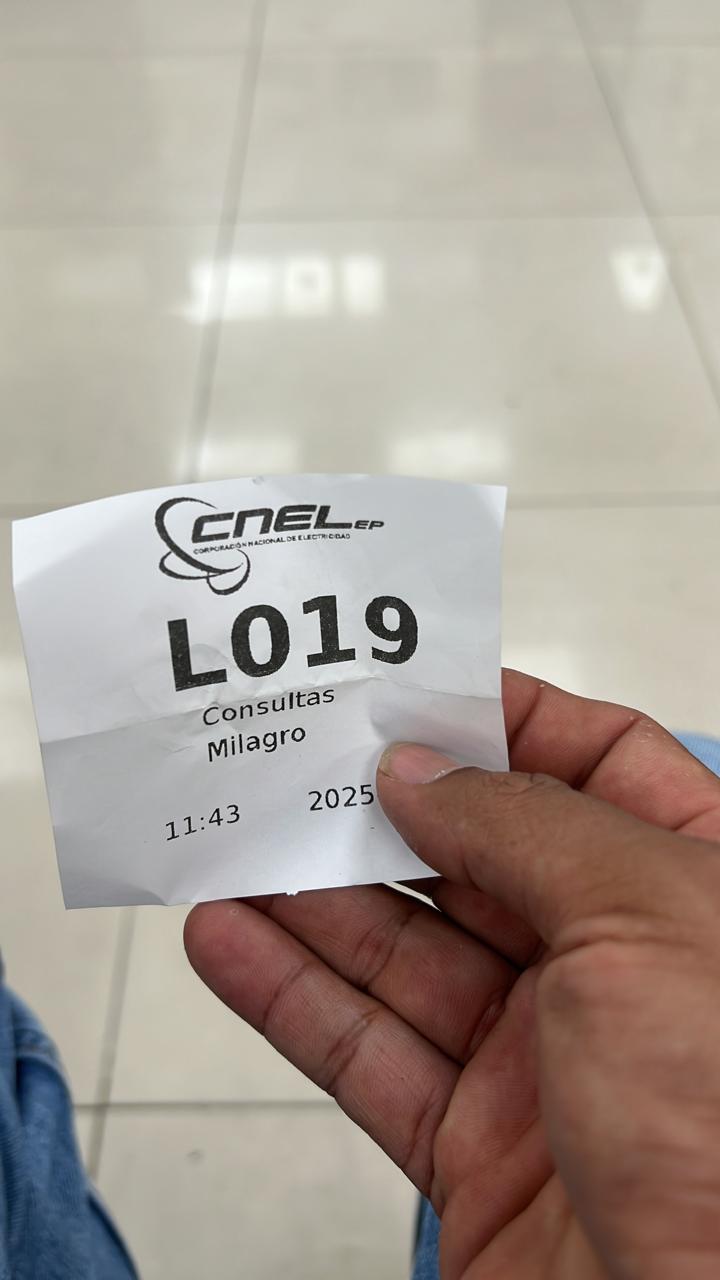 CNEL EP
CORPORACIÓN NACIONAL DE ELECTRICIDAD
L019
Consultas
Milagro
11:43 2025